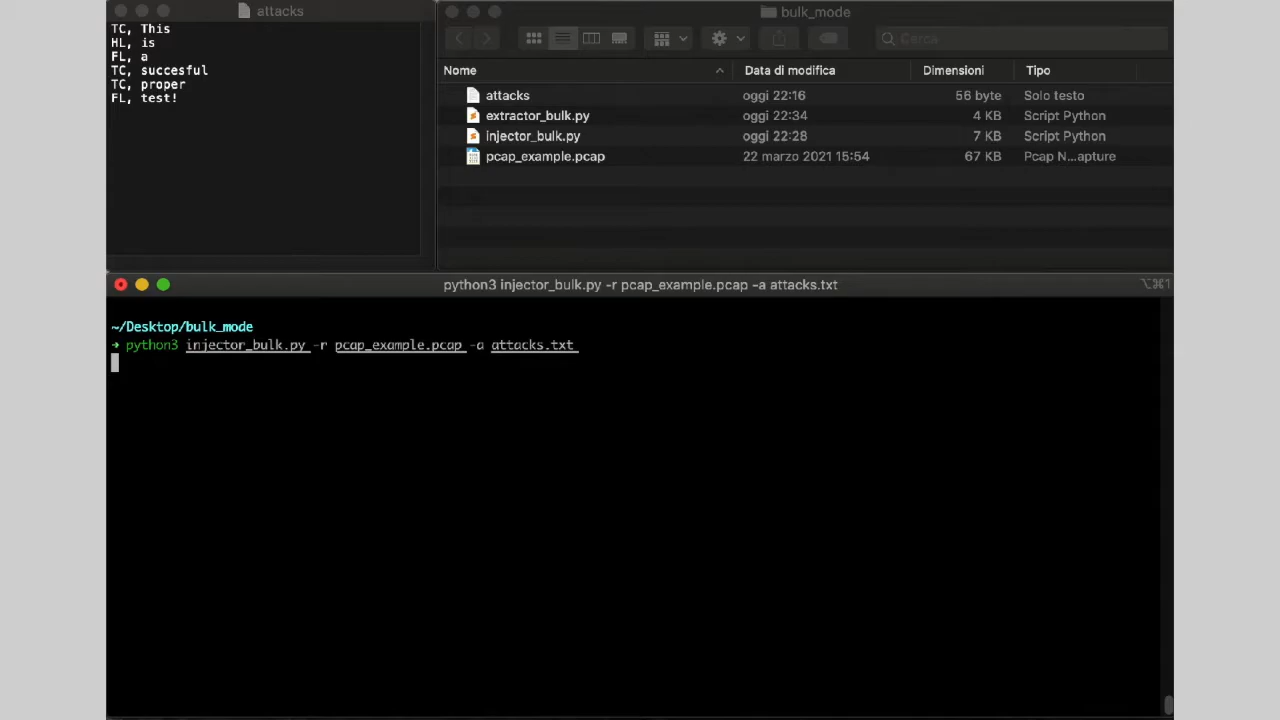 attacks
TC, This
HL, is
FL, a
TC, succesful
TC, proper
FL, test!
bulk_mode
Cerca
Nome Data di modifica Dimensioni Tipo
attacks oggi 22:16 56 byte Solo testo
extractor_bulk.py oggi 22:34 4 KB Script Python
injector_bulk.py oggi 22:28 7 KB Script Python
pcap_example.pcap 22 marzo 2021 15:54 67 KB Pcap N...apture
python3 injector_bulk.py -r pcap_example.pcap -a attacks.txt ⌥⌘1
~/Desktop/bulk_mode
➜ python3 injector_bulk.py -r pcap_example.pcap -a attacks.txt